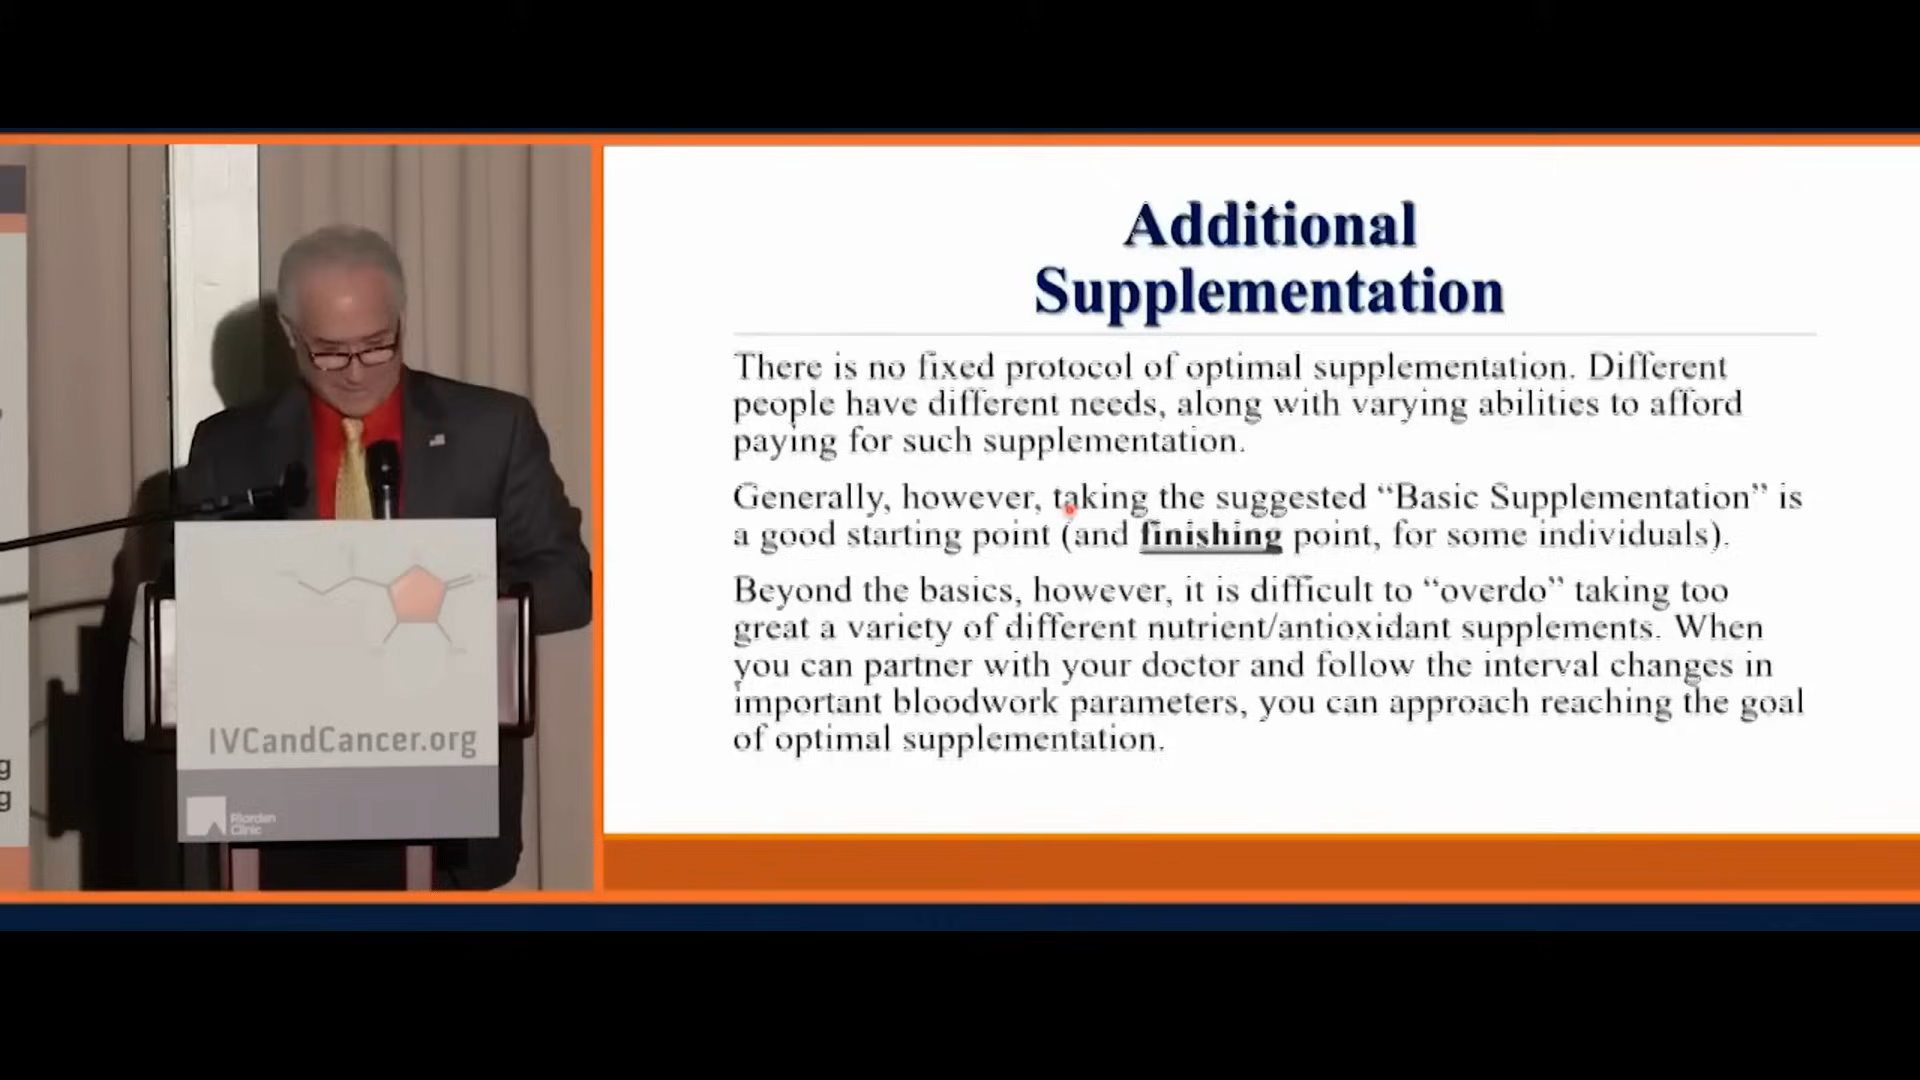 Additional
Supplementation
There is no fixed protocol of optimal supplementation. Different
people have different needs, along with varying abilities to afford
paying for such supplementation.
Generally, however, taking the suggested “Basic Supplementation” is
a good starting point (and finishing point, for some individuals).
Beyond the basics, however, it is difficult to “overdo” taking too
great a variety of different nutrient/antioxidant supplements. When
you can partner with your doctor and follow the interval changes in
important bloodwork parameters, you can approach reaching the goal
of optimal supplementation.
IVCandCancer.org
Riordan
Clinic
g
g